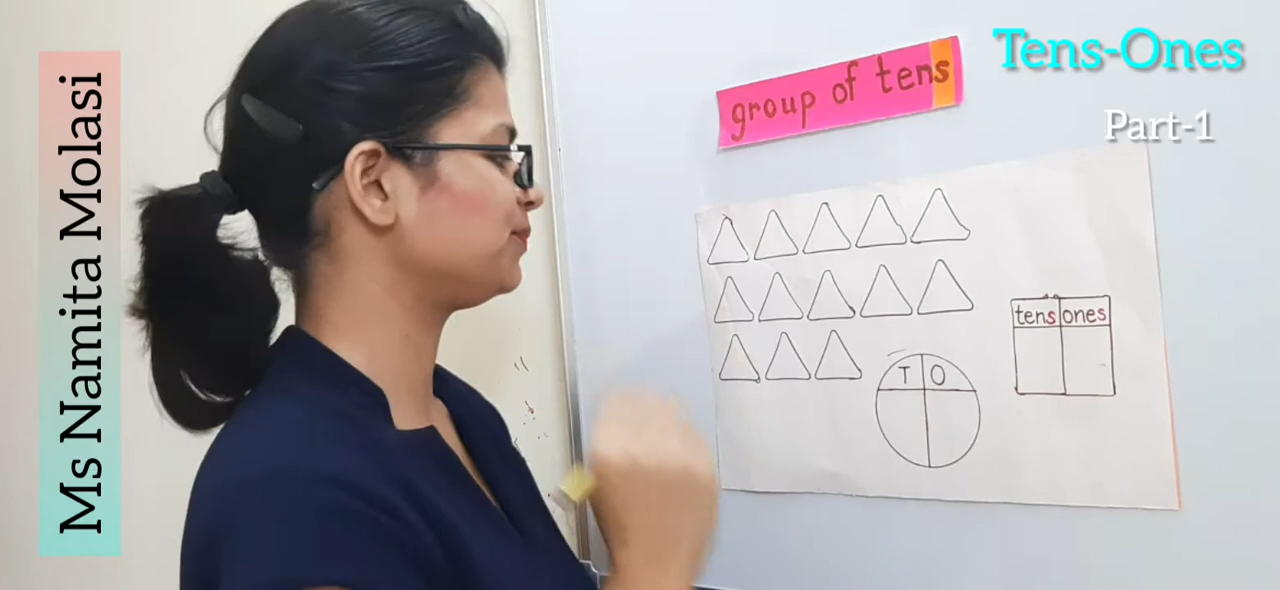 Ms Namita Molasi
group of tens
Tens-Ones
Part-1
tens ones
T O